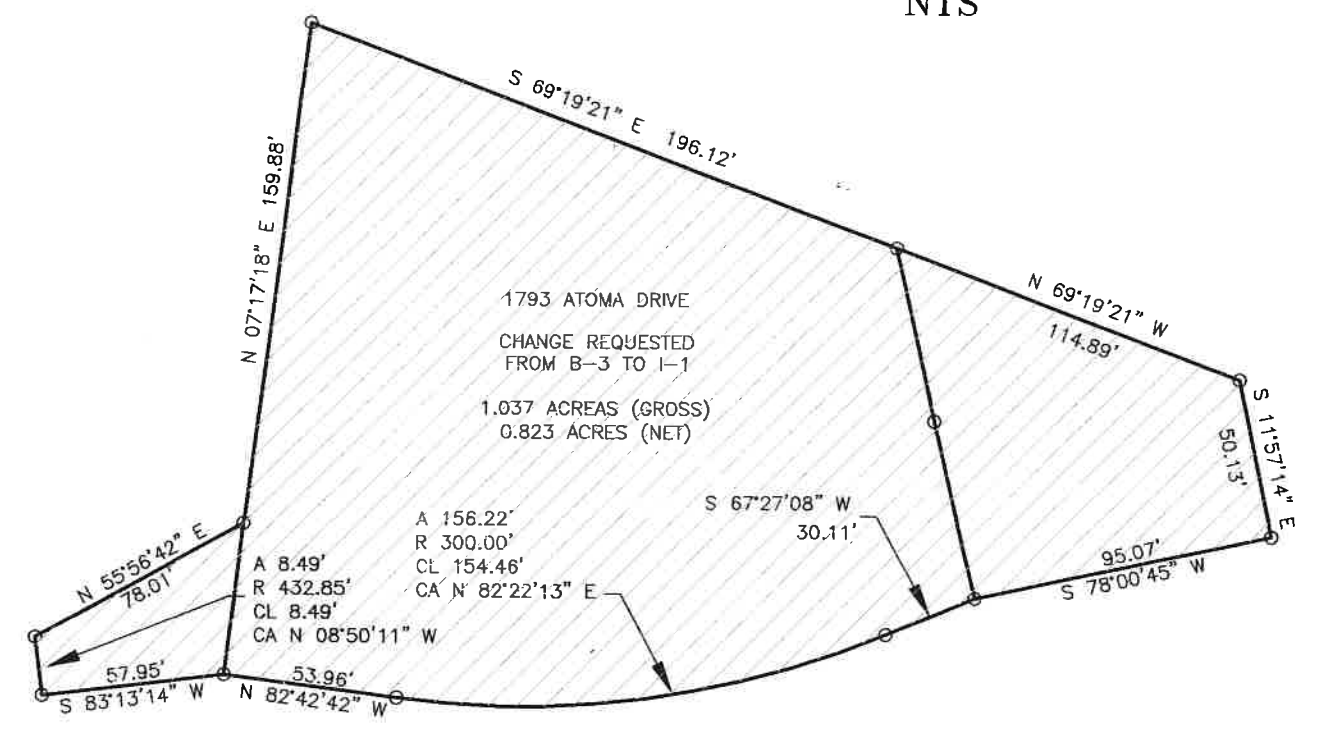 NTS
S 69°19'21" E 196.12'
N 07°17'18" E 159.88'
N 69°19'21" W
114.89'
1793 ATOMA DRIVE
CHANGE REQUESTED
FROM B-3 TO I-1
1.037 ACREAS (GROSS)
0.823 ACRES (NET)
S 11°57'14" E
50.13'
S 67°27'08" W
30.11'
A 156.22'
R 300.00'
CL 154.46'
CA N 82°22'13" E
N 55°56'42" E
78.01'
A 8.49'
R 432.85'
CL 8.49'
CA N 08°50'11" W
95.07'
S 78°00'45" W
57.95'
S 83°13'14" W
53.96'
N 82°42'42" W